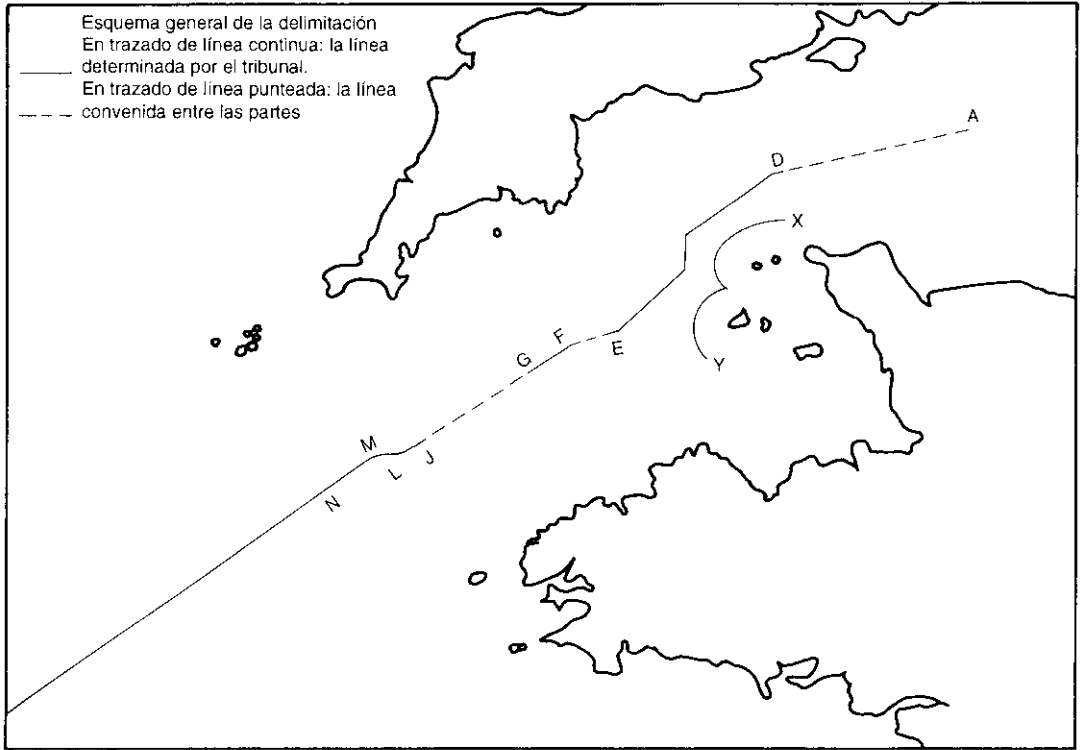 Esquema general de la delimitación
En trazado de línea continua: la línea
determinada por el tribunal.
En trazado de línea punteada: la línea
convenida entre las partes
A
D
X
F
E
G
Y
M
J
L
N